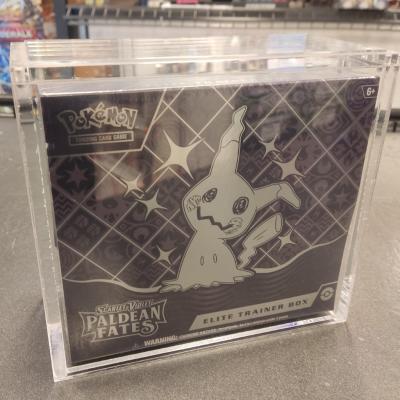 POKÉMON
TRADING CARD GAME
6+
SCARLET & VIOLET
PALDEAN
FATES
ELITE TRAINER BOX
WARNING: